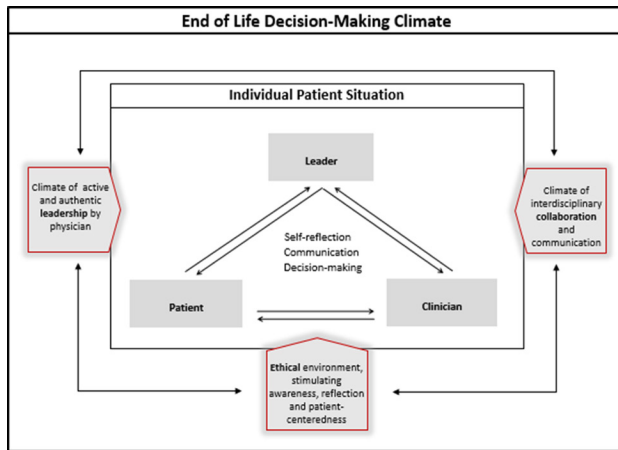 End of Life Decision-Making Climate
Individual Patient Situation
Leader
Climate of active
and authentic
leadership by
physician
Climate of
interdisciplinary
collaboration
and
communication
Self-reflection
Communication
Decision-making
Patient
Clinician
Ethical environment,
stimulating
awareness, reflection
and patient-
centeredness